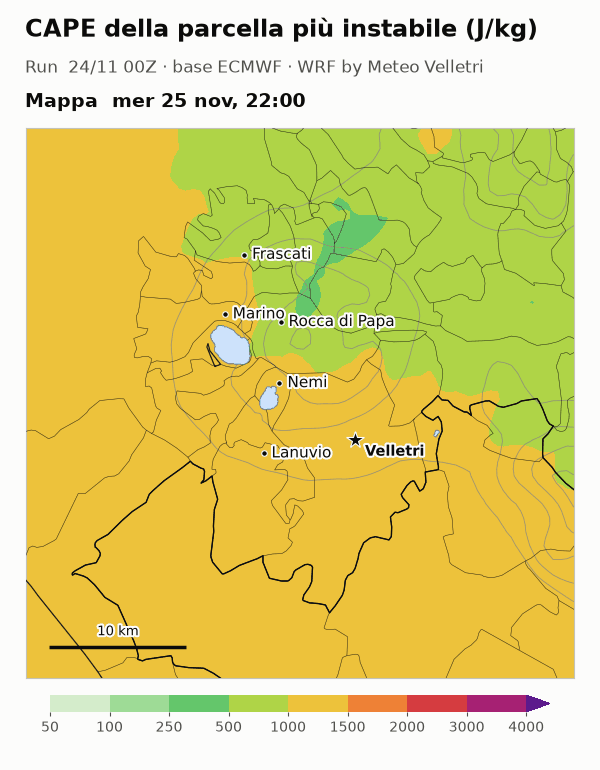 CAPE della parcella più instabile (J/kg)
Run  24/11 00Z · base ECMWF · WRF by Meteo Velletri
Mappa  mer 25 nov, 22:00
Frascati
Marino
Rocca di Papa
Nemi
Velletri
Lanuvio
10 km
50 100 250 500 1000 1500 2000 3000 4000